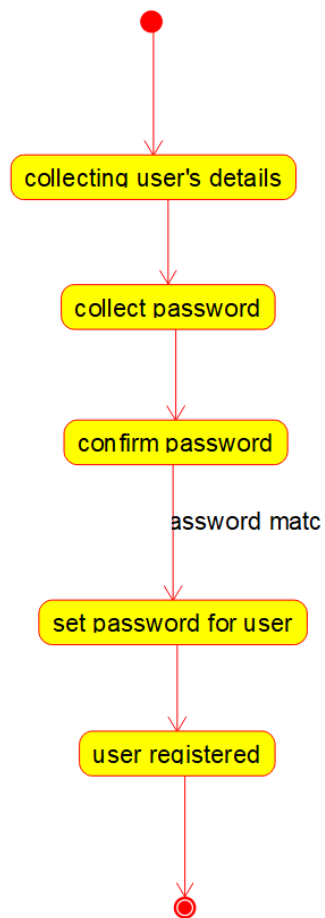 collecting user's details
collect password
confirm password
assword matc
set password for user
user registered